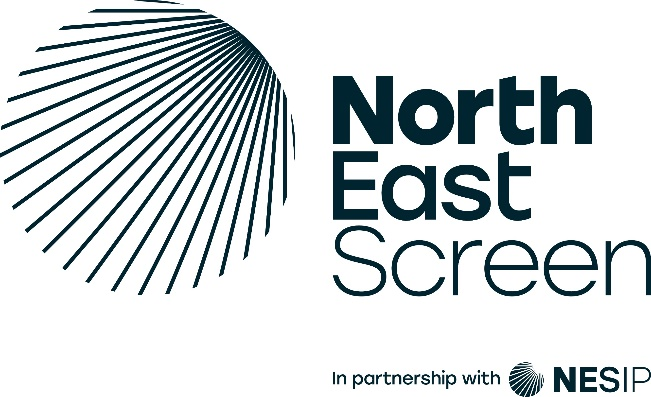 North
East
Screen
In partnership with NESIP